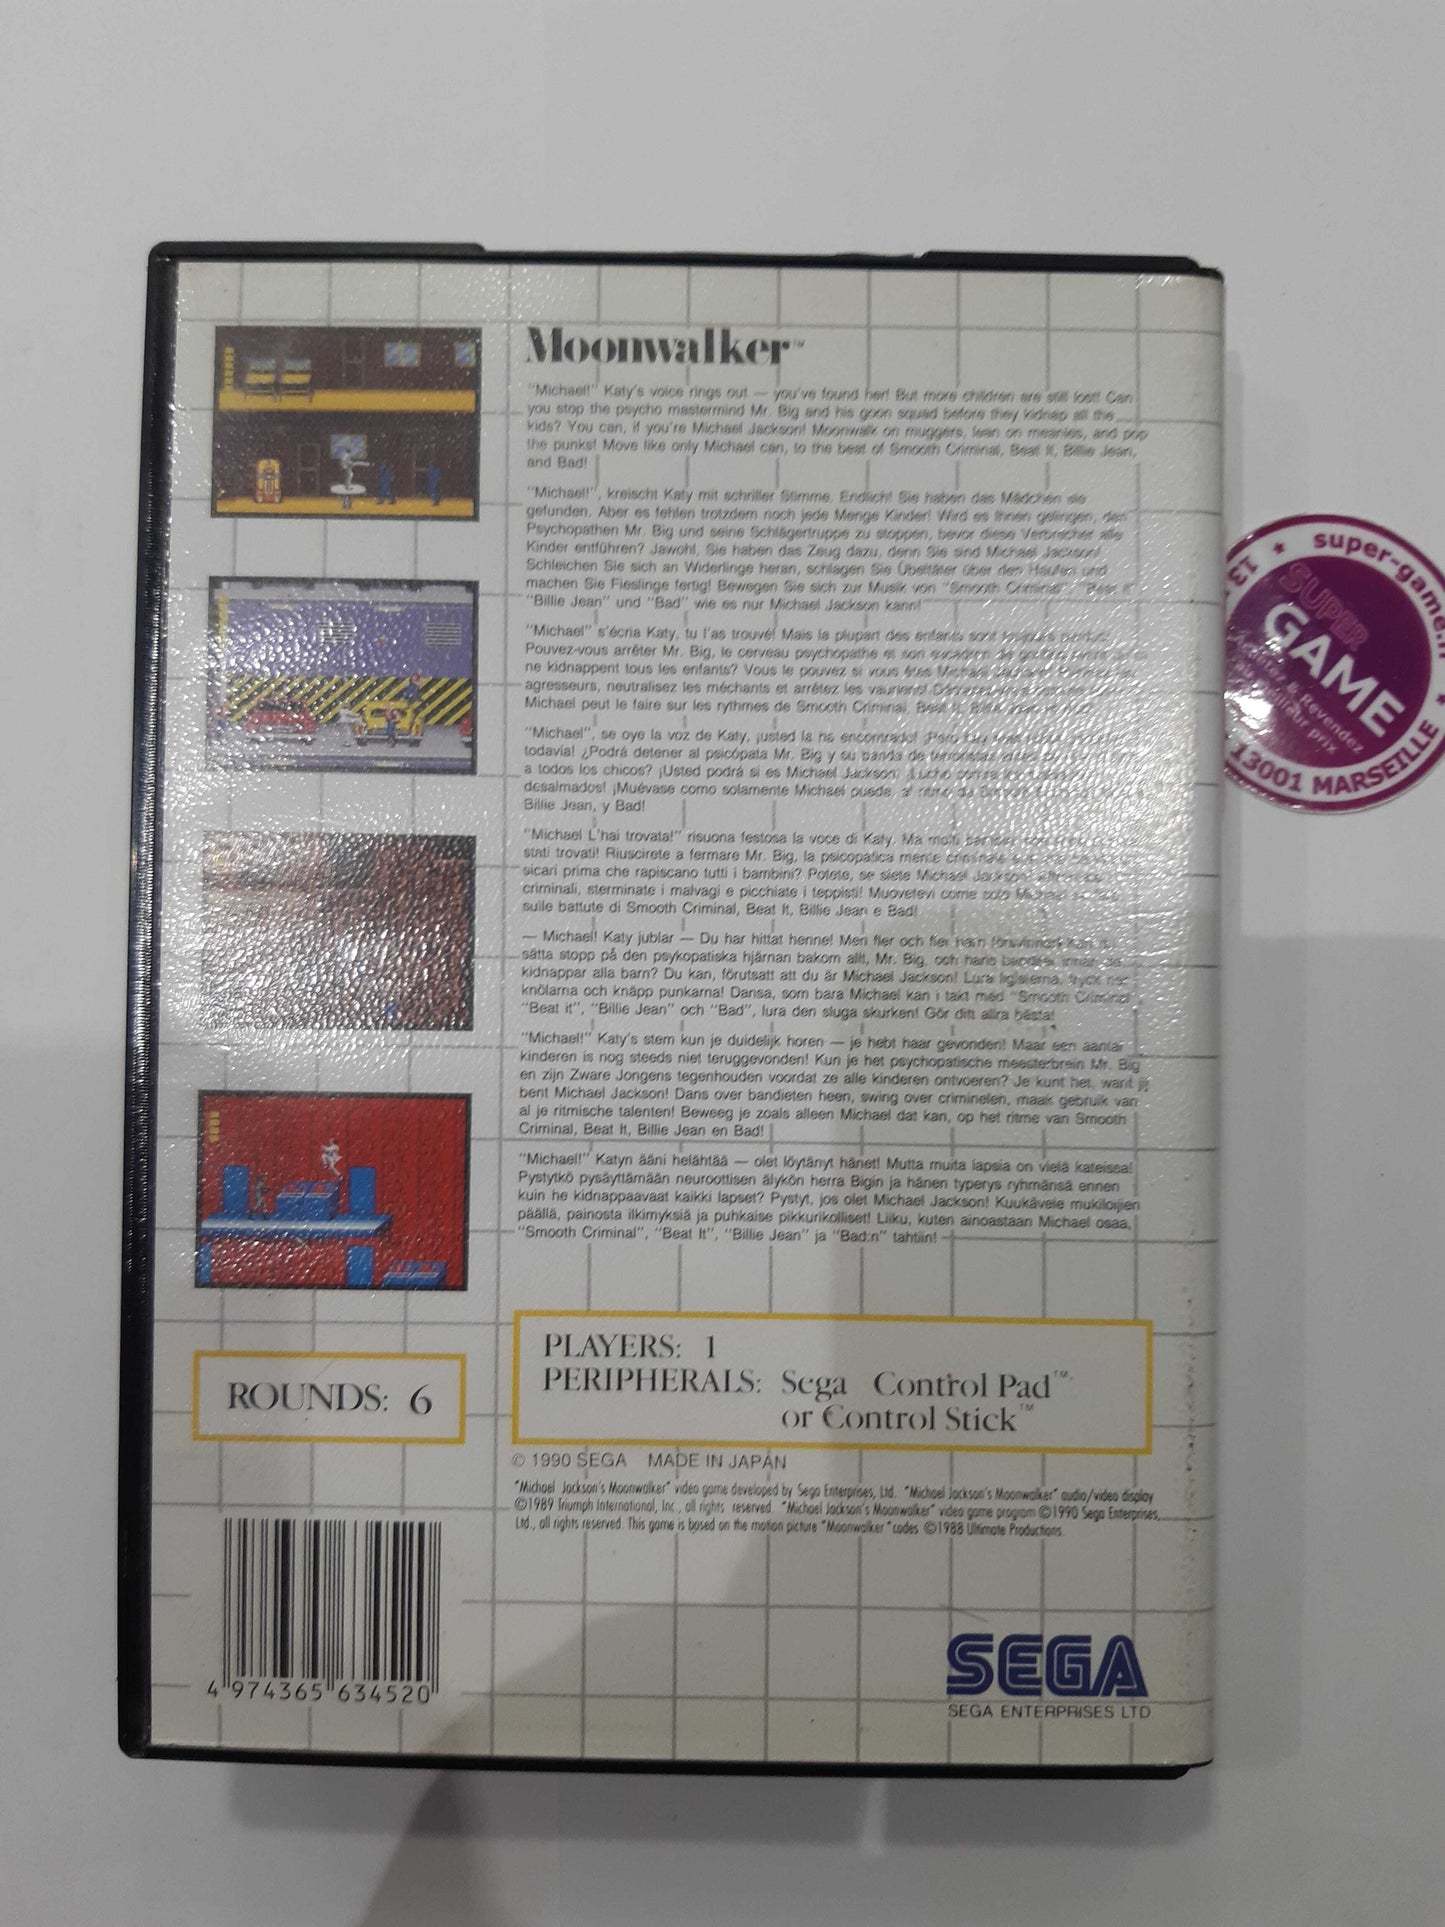 Moonwalker™
"Michael!" Katy's voice rings out — you've found her! But more children are still lost! Can
you stop the psycho mastermind Mr. Big and his goon squad before they kidnap all the
kids? You can, if you're Michael Jackson! Moonwalk on muggers, lean on meanies, and pop
the punks! Move like only Michael can, to the beat of Smooth Criminal, Beat It, Billie Jean,
and Bad!
"Michael!", kreischt Katy mit schriller Stimme. Endlich! Sie haben das Mädchen sie
gefunden. Aber es fehlen trotzdem noch jede Menge Kinder! Wird es Ihnen gelingen, den
Psychopathen Mr. Big und seine Schlägertruppe zu stoppen, bevor diese Verbrecher alle
Kinder entführen? Jawohl, Sie haben das Zeug dazu, denn Sie sind Michael Jackson!
Schleichen Sie sich an Widerlinge heran, schlagen Sie Übeltäter über den Haufen und
machen Sie Fieslinge fertig! Bewegen Sie sich zur Musik von "Smooth Criminal", "Beat It"
"Billie Jean" und "Bad" wie es nur Michael Jackson kann!
"Michael" s'écria Katy, tu l'as trouvé! Mais la plupart des enfants sont toujours
Pouvez-vous arrêter Mr. Big, le cerveau psychopathe et son escadron de
ne kidnappent tous les enfants? Vous le pouvez si vous êtes Michael
agresseurs, neutralisez les méchants et arrêtez les vauriens!
Michael peut le faire sur les rythmes de Smooth Criminal, Beat It,
"Michael", se oye la voz de Katy, ¡usted la ha encontrado! ¡Pero hay
todavía! ¿Podrá detener al psicópata Mr. Big y su banda de terroristas
a todos los chicos? ¡Usted podrá si es Michael Jackson!
desalmados! ¡Muévase como solamente Michael puede, al ritmo de
Billie Jean, y Bad!
"Michael L'hai trovata!" risuona festosa la voce di Katy. Ma molti
stati trovati! Riuscirete a fermare Mr. Big, la psicopatica mente criminale
sicari prima che rapiscano tutti i bambini? Potete, se siete Michael Jackson!
criminali, sterminate i malvagi e picchiate i teppisti! Muovetevi come solo Michael
sulle battute di Smooth Criminal, Beat It, Billie Jean e Bad!
— Michael! Katy jublar — Du har hittat henne! Men fler och fler barn försvinner!
sätta stopp på den psykopatiska hjärnan bakom allt, Mr. Big, och hans
kidnappar alla barn? Du kan, förutsatt att du är Michael Jackson! Lura ligisterna,
knölarna och knäpp punkarna! Dansa, som bara Michael kan i takt med "Smooth Criminal
"Beat it", "Billie Jean" och "Bad", lura den sluga skurken! Gör ditt allra bästa!
"Michael!" Katy's stem kun je duidelijk horen — je hebt haar gevonden! Maar een aantal
kinderen is nog steeds niet teruggevonden! Kun je het psychopatische meesterbrein Mr. Big
en zijn Zware Jongens tegenhouden voordat ze alle kinderen ontvoeren? Je kunt het, want jij
bent Michael Jackson! Dans over bandieten heen, swing over criminelen, maak gebruik van
al je ritmische talenten! Beweeg je zoals alleen Michael dat kan, op het ritme van Smooth
Criminal, Beat It, Billie Jean en Bad!
"Michael!" Katyn ääni helähtää — olet löytänyt hänet! Mutta muita lapsia on vielä kateissa!
Pystytkö pysäyttämään neuroottisen älykön herra Bigin ja hänen typerys ryhmänsä ennen
kuin he kidnappaavaat kaikki lapset? Pystyt, jos olet Michael Jackson! Kuukävele mukiloijien
päällä, painosta ilkimyksiä ja puhkaise pikkurikolliset! Liiku, kuten ainoastaan Michael osaa,
"Smooth Criminal", "Beat It", "Billie Jean" ja "Bad:n" tahtiin!
PLAYERS: 1
PERIPHERALS: Sega Control Pad™
or Control Stick™
ROUNDS: 6
© 1990 SEGA MADE IN JAPAN
"Michael Jackson's Moonwalker" video game developed by Sega Enterprises, Ltd. "Michael Jackson's Moonwalker" audio/video display
©1989 Triumph International, Inc., all rights reserved. "Michael Jackson's Moonwalker" video game program ©1990 Sega Enterprises,
Ltd., all rights reserved. This game is based on the motion picture "Moonwalker" codes ©1988 Ultimate Productions.
4 974365 634520
SEGA
SEGA ENTERPRISES LTD
super-game.fr
SUPER
GAME
Achetez & Revendez
meilleur prix
13001 MARSEILLE